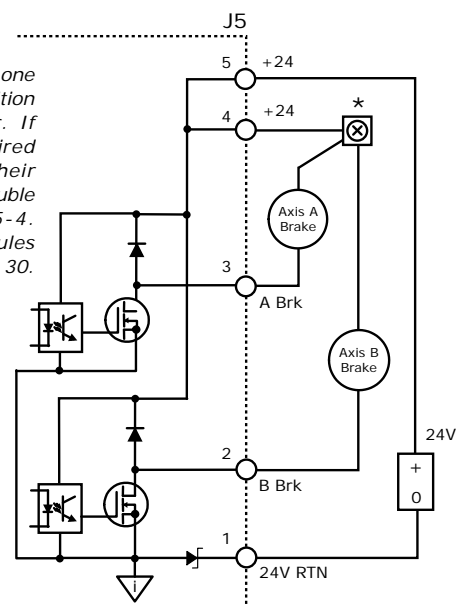 J5
one
ition
. If
ired
heir
uble
5-4.
ules
30.
5 +24
4 +24
*
Axis A
Brake
3
A Brk
Axis B
Brake
2
B Brk
24V
+
0
1
24V RTN
i